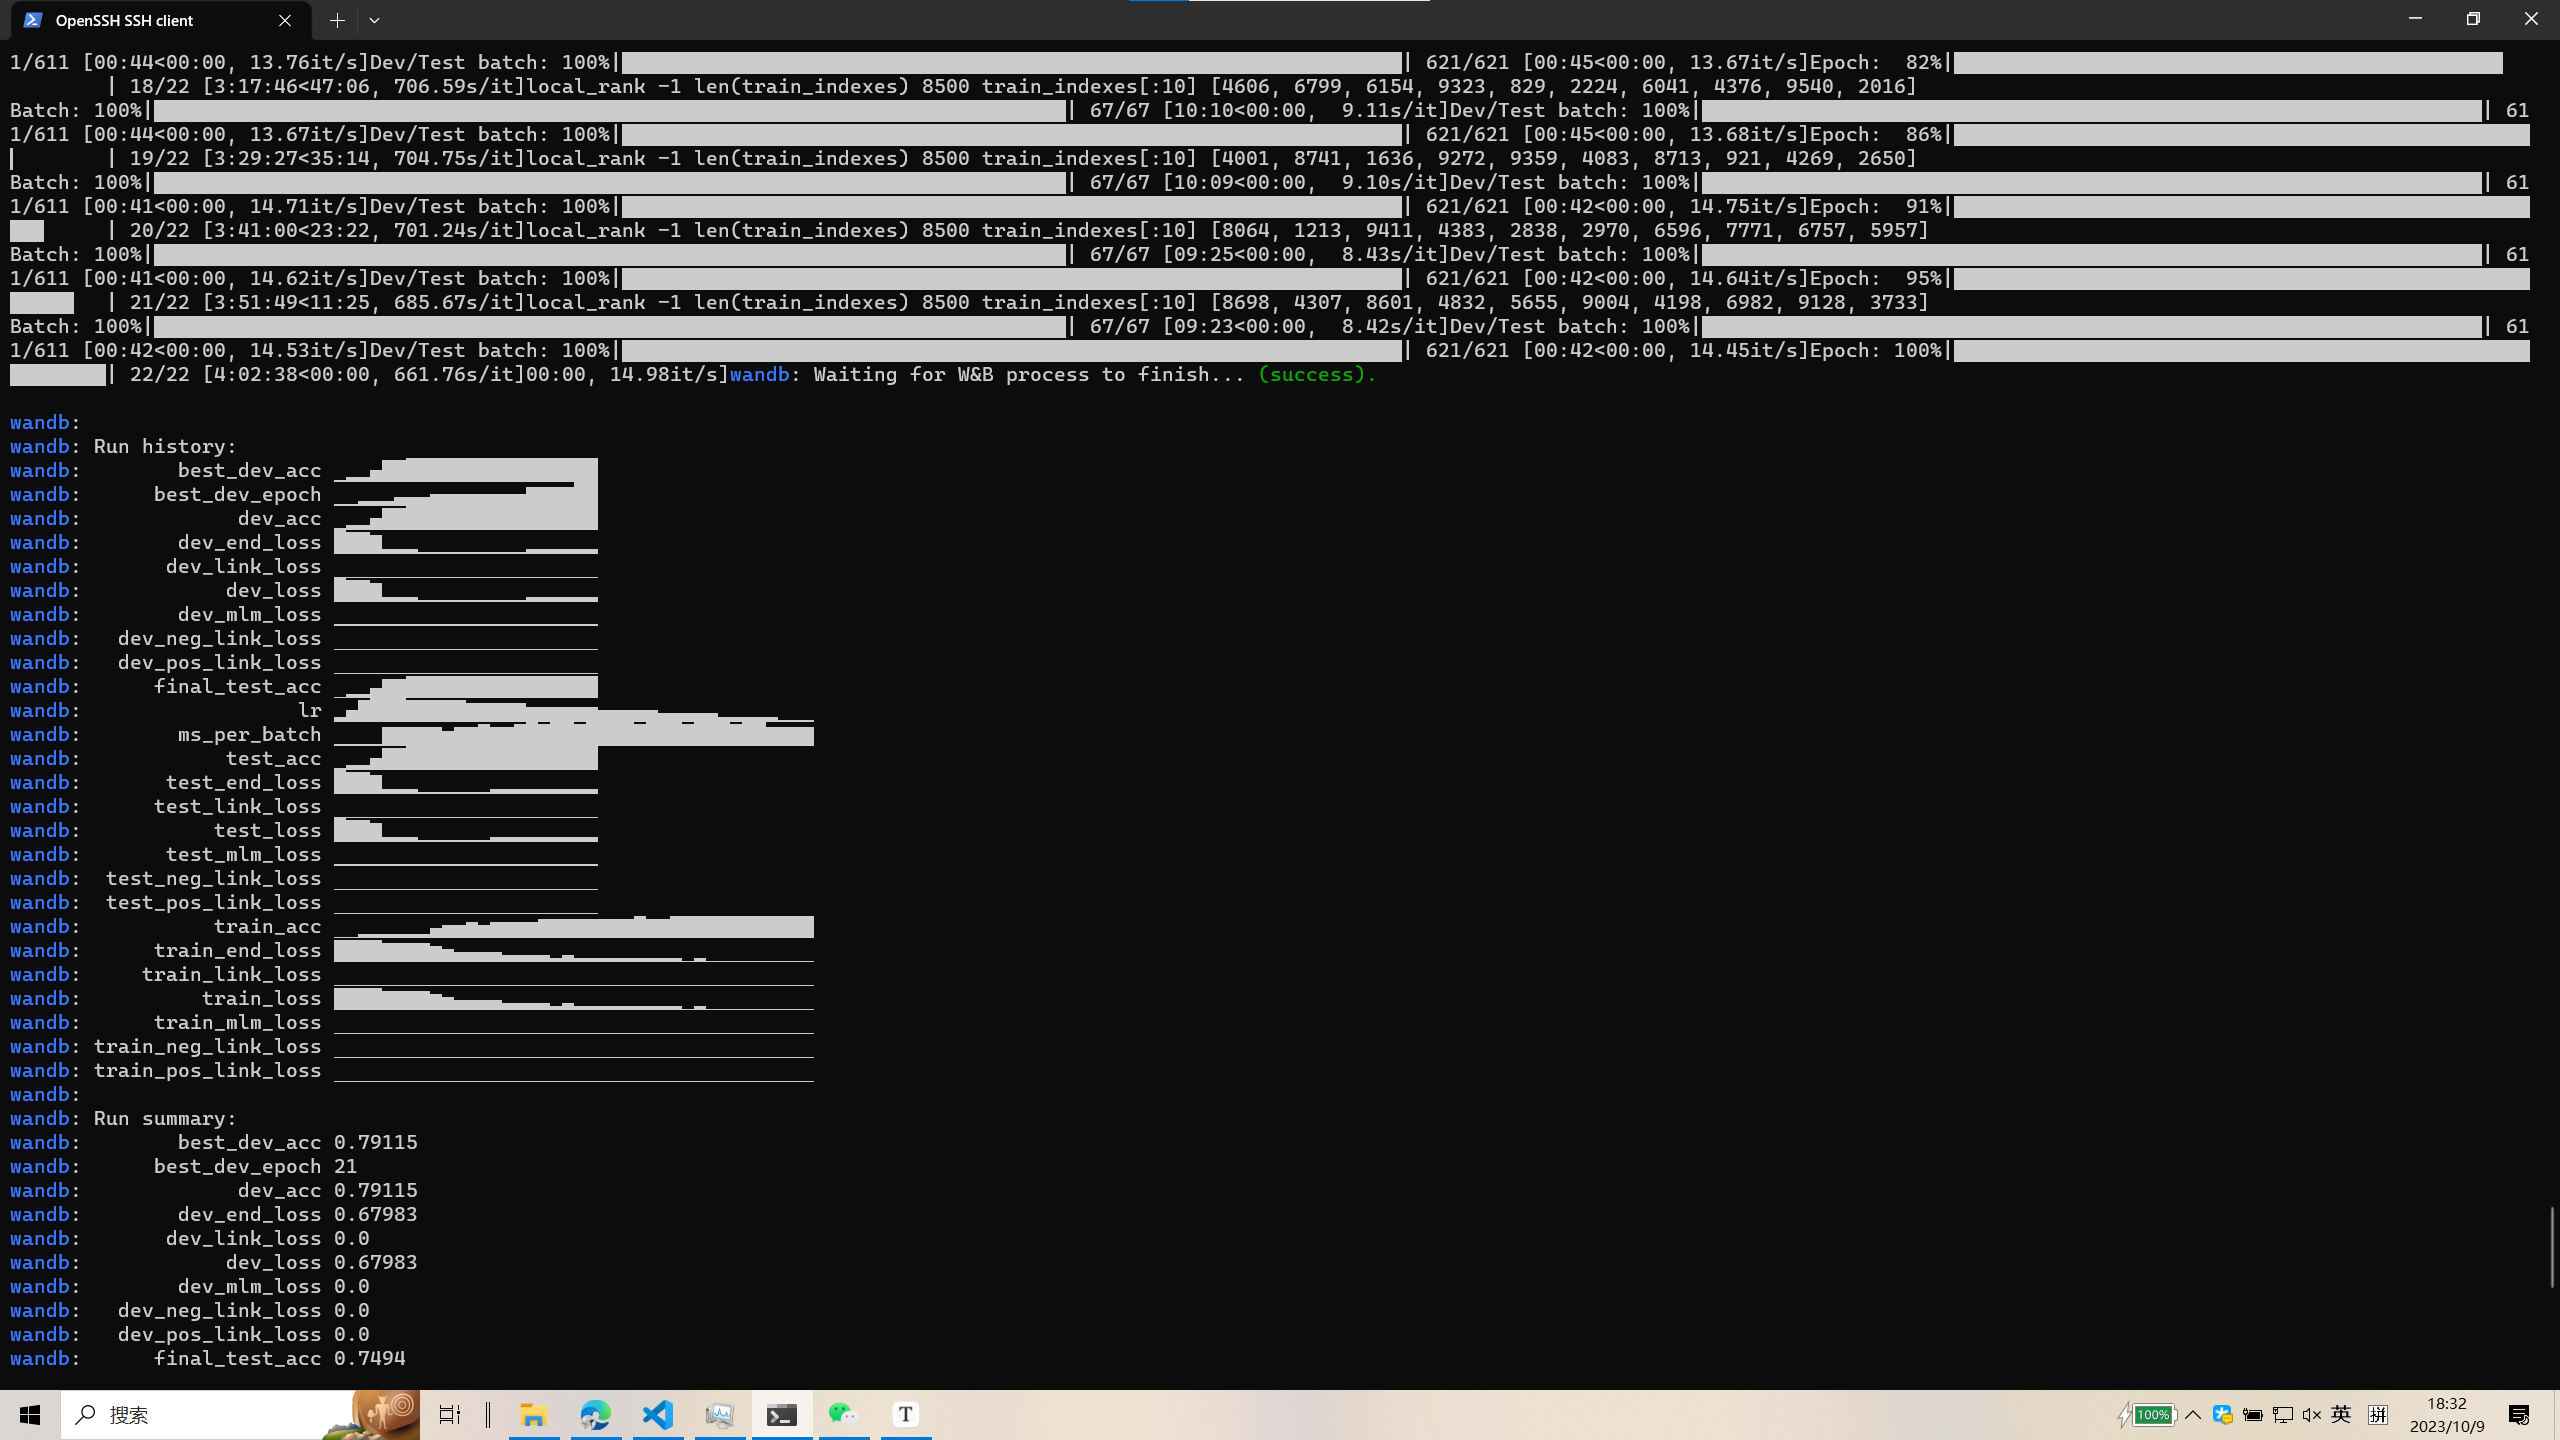 OpenSSH SSH client
1/611 [00:44<00:00, 13.76it/s]Dev/Test batch: 100%| | 621/621 [00:45<00:00, 13.67it/s]Epoch:  82%|
| 18/22 [3:17:46<47:06, 706.59s/it]local_rank -1 len(train_indexes) 8500 train_indexes[:10] [4606, 6799, 6154, 9323, 829, 2224, 6041, 4376, 9540, 2016]
Batch: 100%| | 67/67 [10:10<00:00,  9.11s/it]Dev/Test batch: 100%| | 61
1/611 [00:44<00:00, 13.67it/s]Dev/Test batch: 100%| | 621/621 [00:45<00:00, 13.68it/s]Epoch:  86%|
| 19/22 [3:29:27<35:14, 704.75s/it]local_rank -1 len(train_indexes) 8500 train_indexes[:10] [4001, 8741, 1636, 9272, 9359, 4083, 8713, 921, 4269, 2650]
Batch: 100%| | 67/67 [10:09<00:00,  9.10s/it]Dev/Test batch: 100%| | 61
1/611 [00:41<00:00, 14.71it/s]Dev/Test batch: 100%| | 621/621 [00:42<00:00, 14.75it/s]Epoch:  91%|
| 20/22 [3:41:00<23:22, 701.24s/it]local_rank -1 len(train_indexes) 8500 train_indexes[:10] [8064, 1213, 9411, 4383, 2838, 2970, 6596, 7771, 6757, 5957]
Batch: 100%| | 67/67 [09:25<00:00,  8.43s/it]Dev/Test batch: 100%| | 61
1/611 [00:41<00:00, 14.62it/s]Dev/Test batch: 100%| | 621/621 [00:42<00:00, 14.64it/s]Epoch:  95%|
| 21/22 [3:51:49<11:25, 685.67s/it]local_rank -1 len(train_indexes) 8500 train_indexes[:10] [8698, 4307, 8601, 4832, 5655, 9004, 4198, 6982, 9128, 3733]
Batch: 100%| | 67/67 [09:23<00:00,  8.42s/it]Dev/Test batch: 100%| | 61
1/611 [00:42<00:00, 14.53it/s]Dev/Test batch: 100%| | 621/621 [00:42<00:00, 14.45it/s]Epoch: 100%|
| 22/22 [4:02:38<00:00, 661.76s/it]00:00, 14.98it/s]wandb: Waiting for W&B process to finish... (success).
wandb:
wandb: Run history:
wandb: best_dev_acc
wandb: best_dev_epoch
wandb: dev_acc
wandb: dev_end_loss
wandb: dev_link_loss
wandb: dev_loss
wandb: dev_mlm_loss
wandb: dev_neg_link_loss
wandb: dev_pos_link_loss
wandb: final_test_acc
wandb: lr
wandb: ms_per_batch
wandb: test_acc
wandb: test_end_loss
wandb: test_link_loss
wandb: test_loss
wandb: test_mlm_loss
wandb: test_neg_link_loss
wandb: test_pos_link_loss
wandb: train_acc
wandb: train_end_loss
wandb: train_link_loss
wandb: train_loss
wandb: train_mlm_loss
wandb: train_neg_link_loss
wandb: train_pos_link_loss
wandb:
wandb: Run summary:
wandb: best_dev_acc 0.79115
wandb: best_dev_epoch 21
wandb: dev_acc 0.79115
wandb: dev_end_loss 0.67983
wandb: dev_link_loss 0.0
wandb: dev_loss 0.67983
wandb: dev_mlm_loss 0.0
wandb: dev_neg_link_loss 0.0
wandb: dev_pos_link_loss 0.0
wandb: final_test_acc 0.7494
搜索
T
100%
英
拼
18:32
2023/10/9